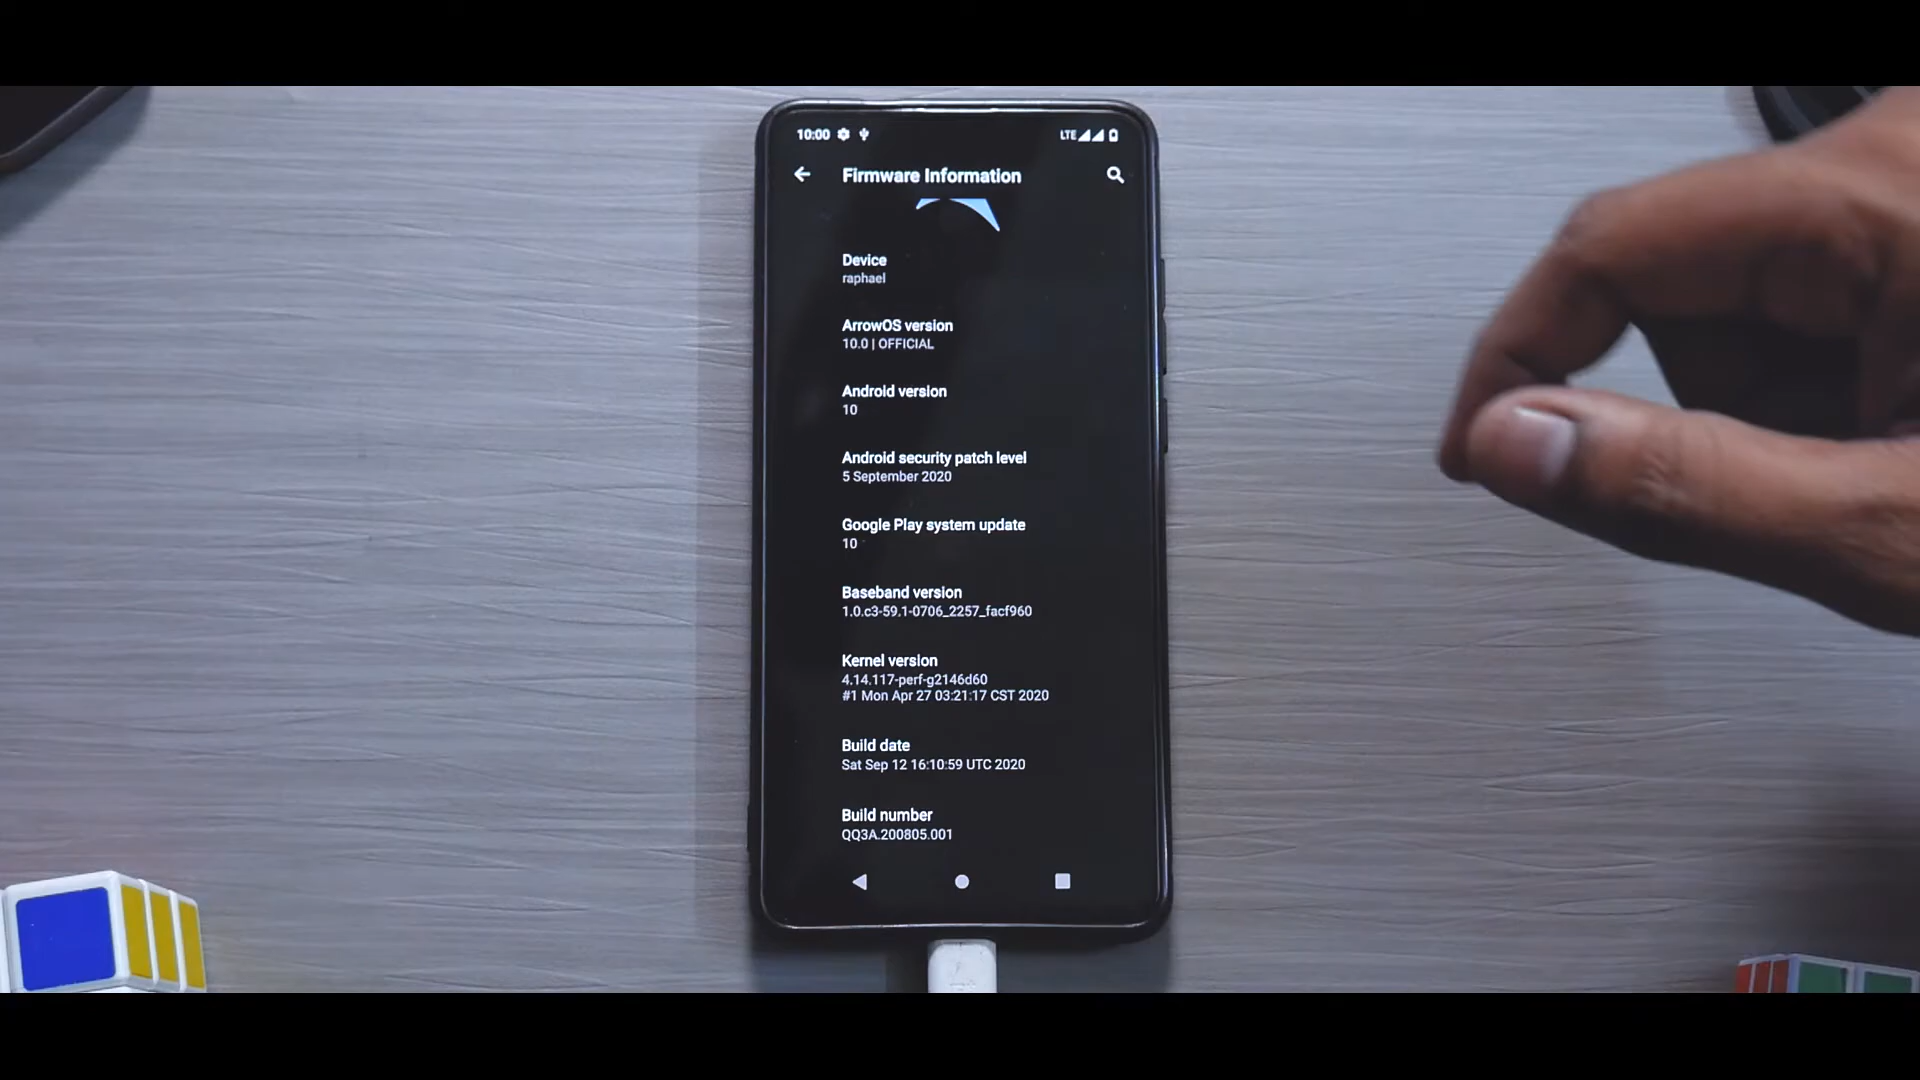 10:00
LTE
Firmware Information
Device
raphael
ArrowOS version
10.0 | OFFICIAL
Android version
10
Android security patch level
5 September 2020
Google Play system update
10
Baseband version
1.0.c3-59.1-0706_2257_facf960
Kernel version
4.14.117-perf-g2146d60
#1 Mon Apr 27 03:21:17 CST 2020
Build date
Sat Sep 12 16:10:59 UTC 2020
Build number
QQ3A.200805.001